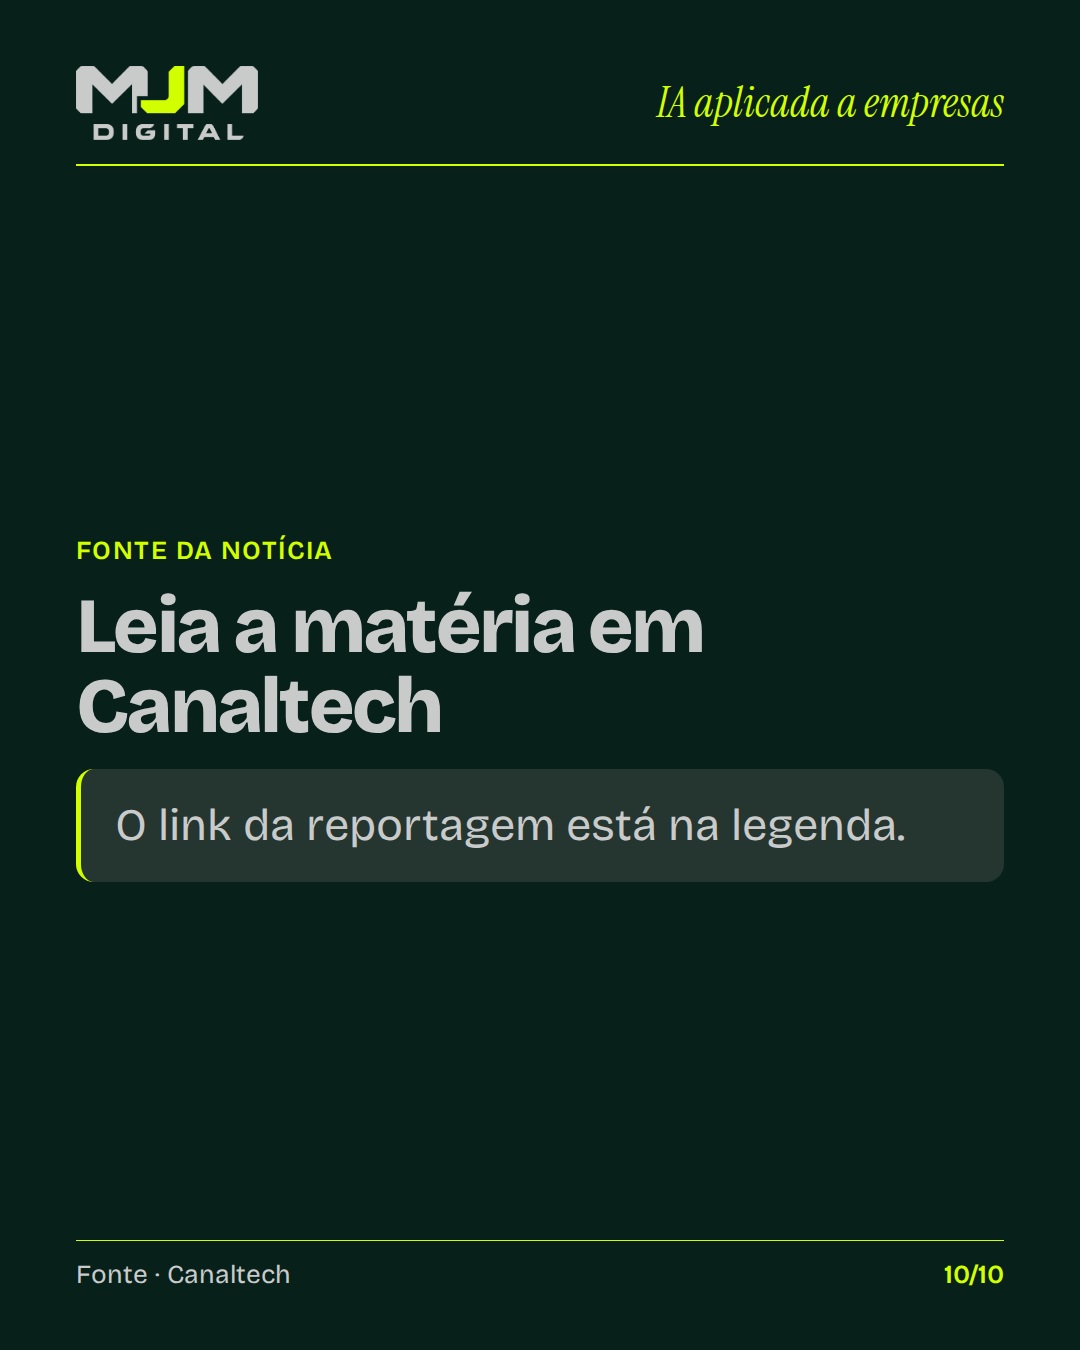 MJM
DIGITAL
IA aplicada a empresas
FONTE DA NOTÍCIA
Leia a matéria em
Canaltech
O link da reportagem está na legenda.
Fonte · Canaltech
10/10